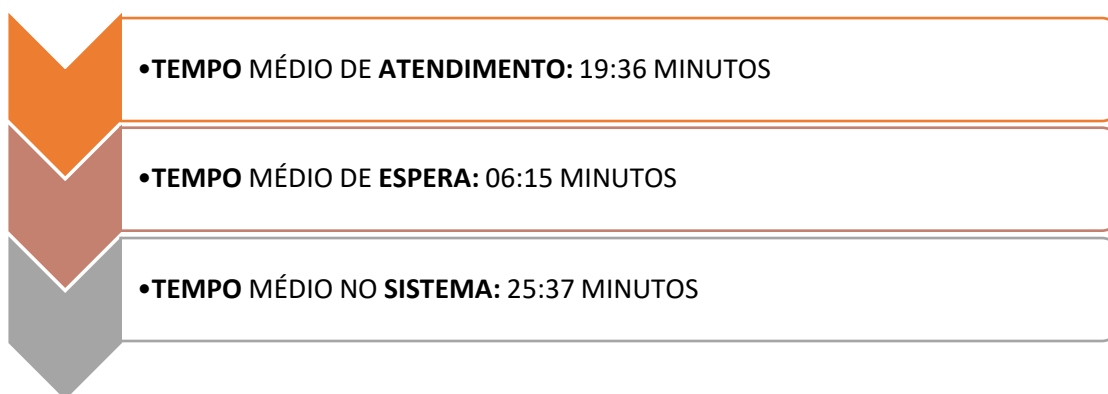 •TEMPO MÉDIO DE ATENDIMENTO: 19:36 MINUTOS
•TEMPO MÉDIO DE ESPERA: 06:15 MINUTOS
•TEMPO MÉDIO NO SISTEMA: 25:37 MINUTOS